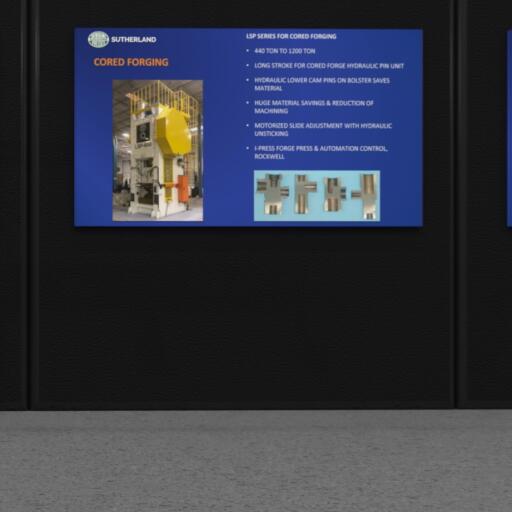 SUTHERLAND
CORED FORGING
LSP SERIES FOR CORED FORGING
• 440 TON TO 1200 TON
• LONG STROKE FOR CORED FORGE HYDRAULIC PIN UNIT
• HYDRAULIC LOWER CAM PINS ON BOLSTER SAVES
MATERIAL
• HUGE MATERIAL SAVINGS & REDUCTION OF
MACHINING
• MOTORIZED SLIDE ADJUSTMENT WITH HYDRAULIC
UNSTICKING
• I-PRESS FORGE PRESS & AUTOMATION CONTROL,
ROCKWELL